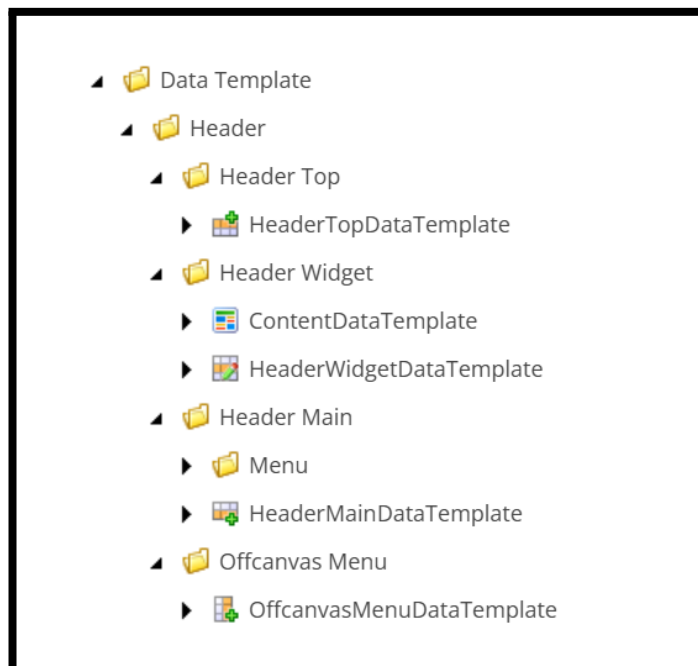 Data Template
Header
Header Top
HeaderTopDataTemplate
Header Widget
ContentDataTemplate
HeaderWidgetDataTemplate
Header Main
Menu
HeaderMainDataTemplate
Offcanvas Menu
OffcanvasMenuDataTemplate